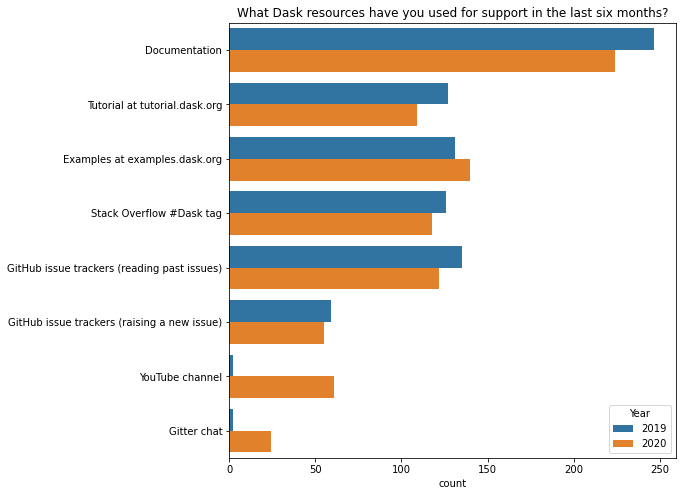 What Dask resources have you used for support in the last six months?
Documentation
Tutorial at tutorial.dask.org
Examples at examples.dask.org
Stack Overflow #Dask tag
GitHub issue trackers (reading past issues)
GitHub issue trackers (raising a new issue)
YouTube channel
Gitter chat
Year
2019
2020
0 50 100 150 200 250
count